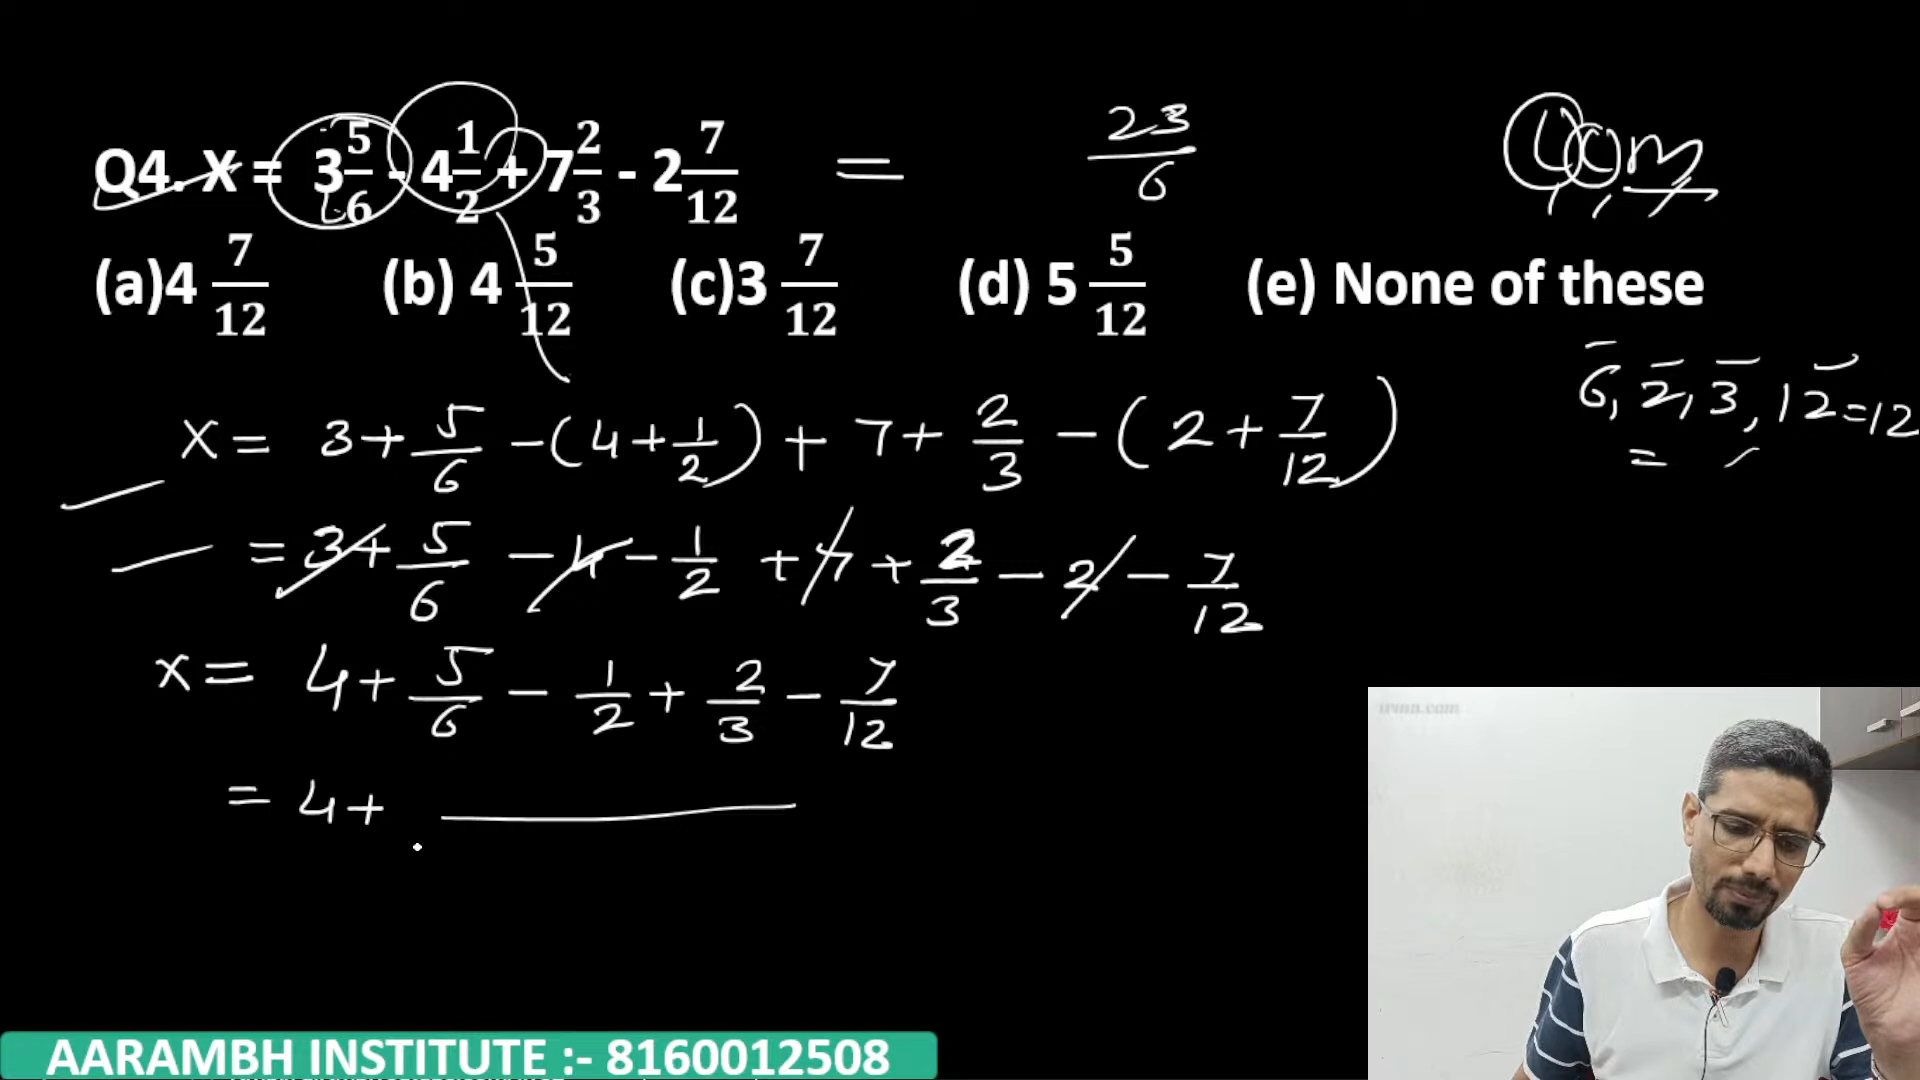 Q4. X = 3 5/6 - 4 1/2 + 7 2/3 - 2 7/12 =
23/6
LCM
(a)4 7/12 (b) 4 5/12 (c)3 7/12 (d) 5 5/12 (e) None of these
6, 2, 3, 12 = 12
X = 3 + 5/6 - (4 + 1/2) + 7 + 2/3 - (2 + 7/12)
= 3 + 5/6 - 4 - 1/2 + 7 + 2/3 - 2 - 7/12
X = 4 + 5/6 - 1/2 + 2/3 - 7/12
= 4 +
AARAMBH INSTITUTE :- 8160012508